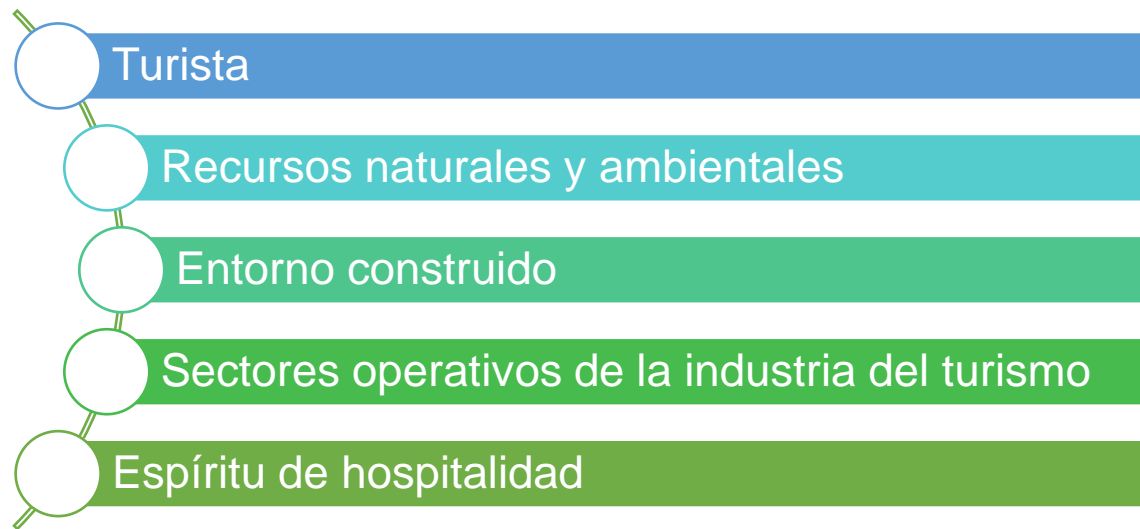 Turista
Recursos naturales y ambientales
Entorno construido
Sectores operativos de la industria del turismo
Espíritu de hospitalidad